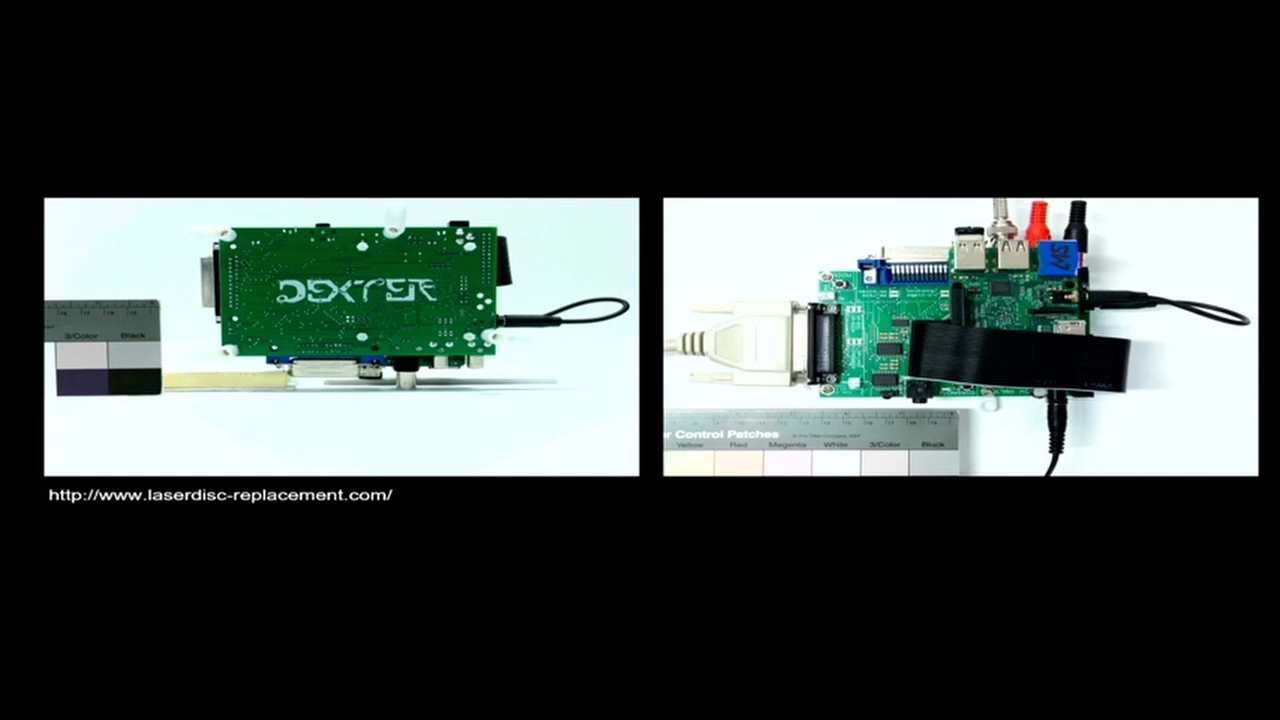 DEXTER
3/Color Black
r Control Patches
Yellow Red Magenta White 3/Color Black
http://www.laserdisc-replacement.com/